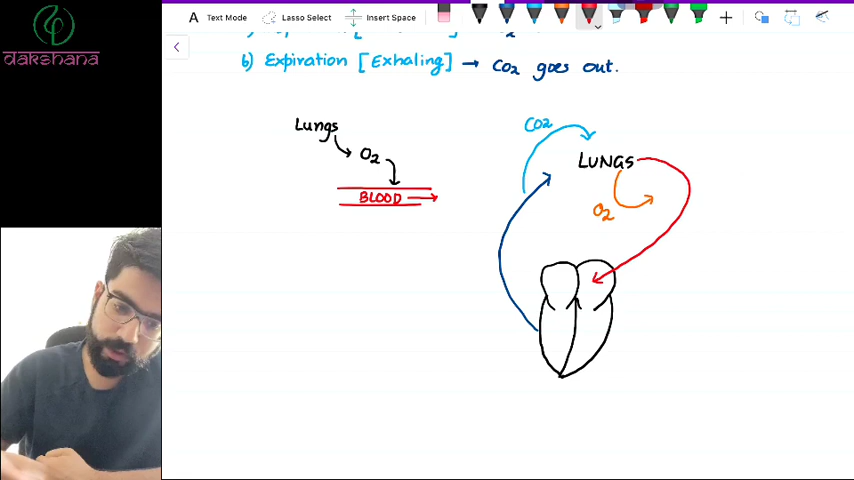 dakshana
A Text Mode
Lasso Select
Insert Space
b) Expiration [Exhaling] → CO2 goes out.
Lungs
O2
BLOOD
CO2
LUNGS
O2